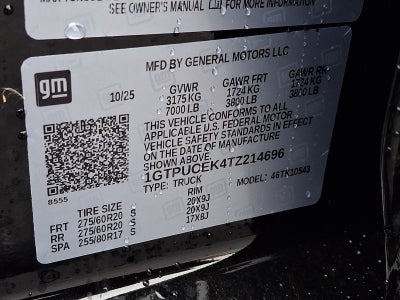 SEE OWNER'S MANUAL FOR MORE INFORMATION
gm
MFD BY GENERAL MOTORS LLC
10/25 GVWR GAWR FRT GAWR RR
3175 KG 1724 KG 1724 KG
7000 LB 3800 LB 3800 LB
THIS VEHICLE CONFORMS TO ALL
APPLICABLE U.S. FEDERAL MOTOR
VEHICLE SAFETY STANDARDS IN EFFECT
ON THE DATE OF MANUFACTURE
SHOWN ABOVE.
1GTPUCEK4TZ214696
TYPE: TRUCK MODEL: 46TK10543
8555
TIRE SIZE RIM
FRT 275/60R20 S 20X9J
RR 275/60R20 S 20X9J
SPA 255/80R17 S 17X8J